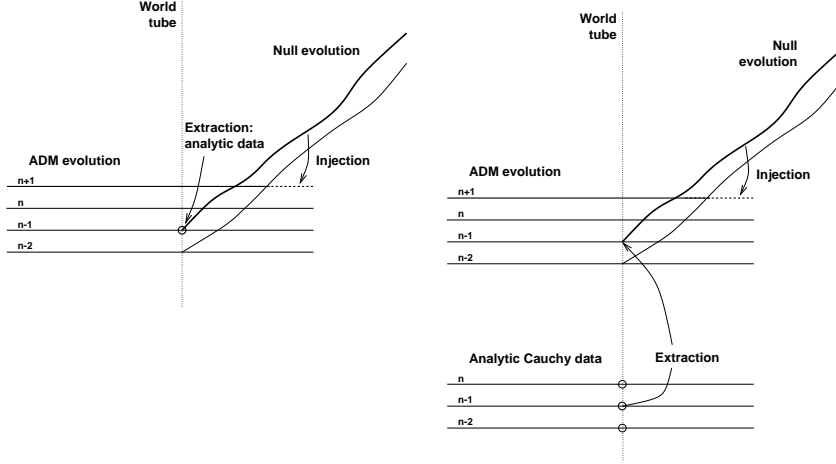 World
tube
Null evolution
Extraction:
analytic data
ADM evolution
Injection
n+1
n
n-1
n-2
World
tube
Null
evolution
ADM evolution
Injection
n+1
n
n-1
n-2
Analytic Cauchy data
Extraction
n
n-1
n-2